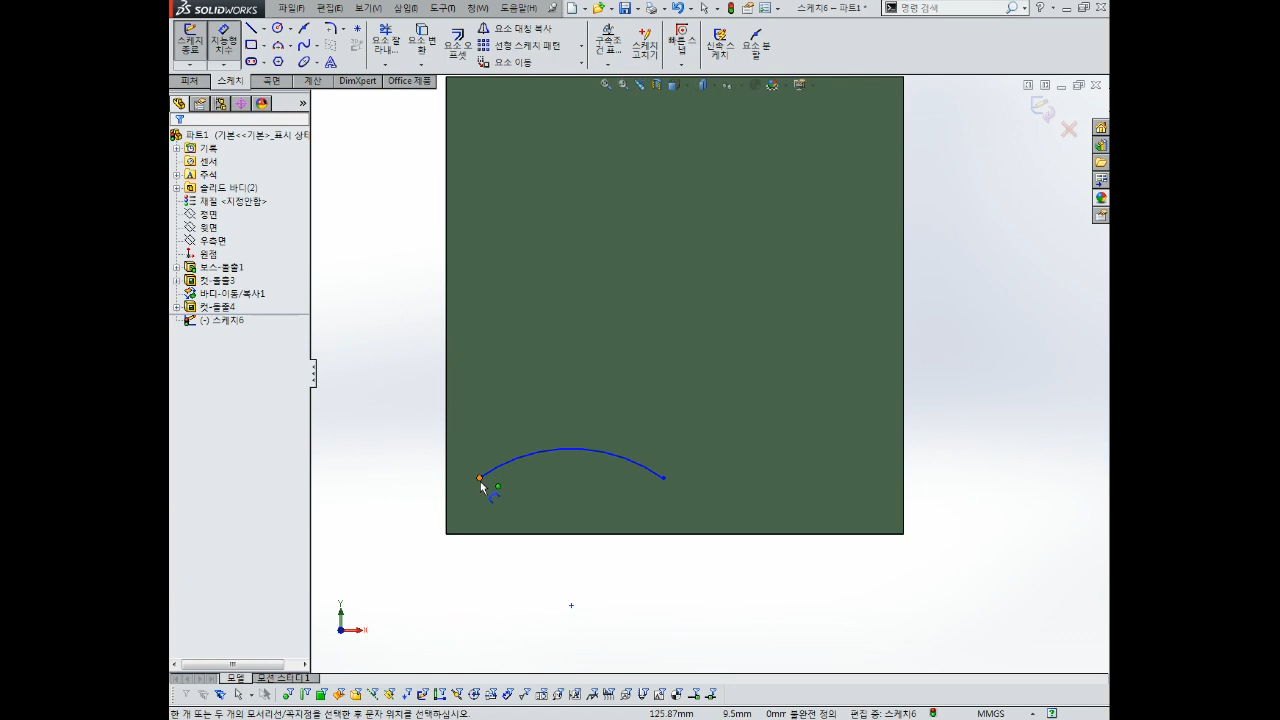 SOLIDWORKS 파일(F) 편집(E) 보기(V) 삽입(I) 도구(T) 창(W) 도움말(H) 스케치6 – 파트1 * 명령 검색
스케치 종료
지능형 치수
요소 잘라내...
요소 변환
요소 오프셋
요소 대칭 복사
선형 스케치 패턴
요소 이동
구속조건 표...
스케치 고치기
빠른 스냅
신속 스케치
요소 분할
피처 스케치 곡면 계산 DimXpert Office 제품
파트1 (기본<<기본>_표시 상태
기록
센서
주석
솔리드 바디(2)
재질 <지정안함>
정면
윗면
우측면
원점
보스-돌출1
컷-돌출3
바디-이동/복사1
컷-돌출4
(-) 스케치6
Y
X
모델 모션 스터디1
한 개 또는 두 개의 모서리선/꼭지점을 선택한 후 문자 위치를 선택하십시오. 125.87mm 9.5mm 0mm 불완전 정의 편집 중: 스케치6 MMGS